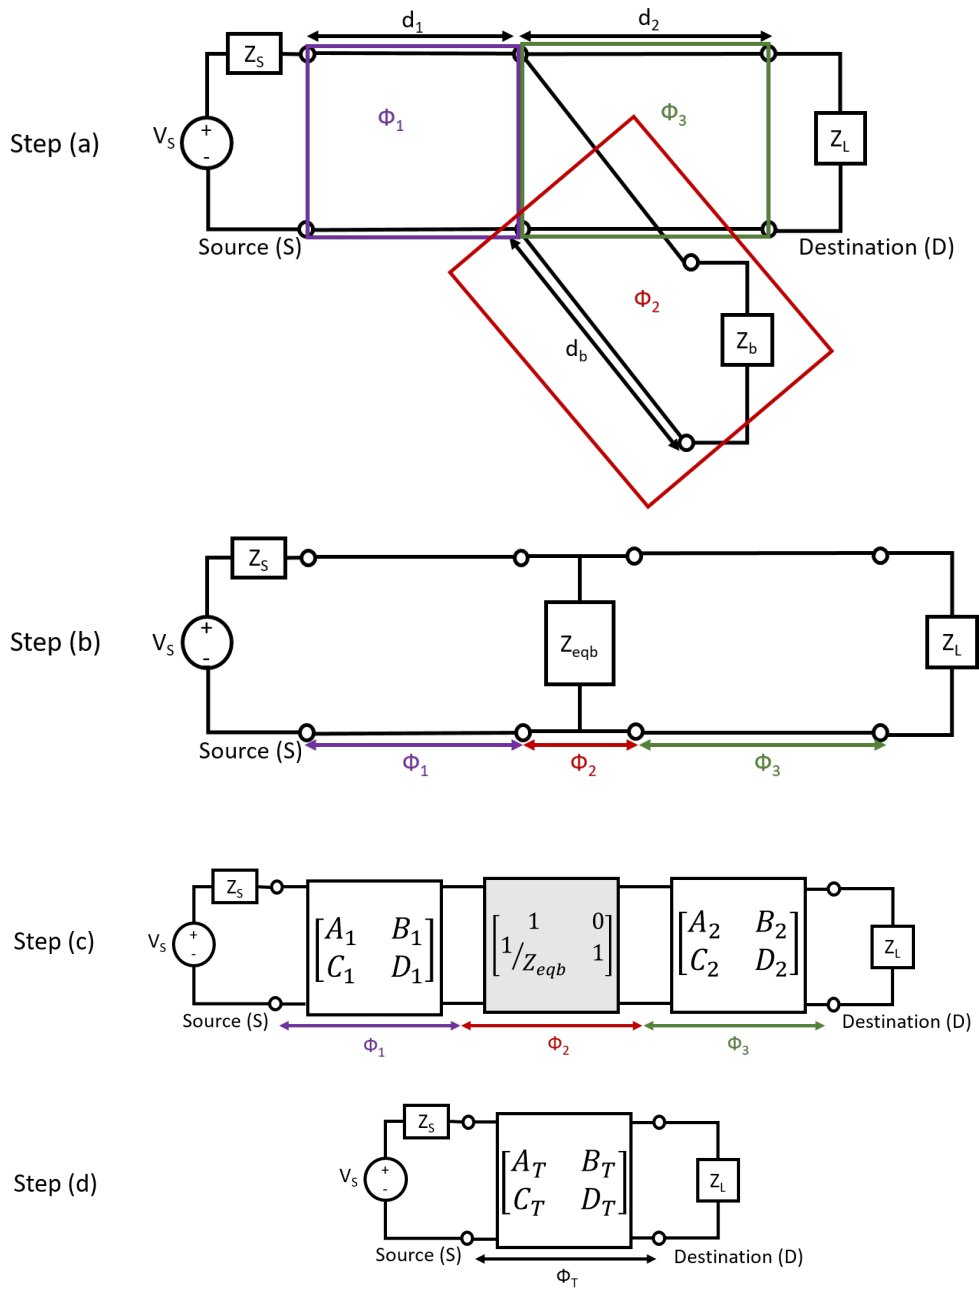 d1 d2
ZS
Φ1 Φ3
Step (a) VS + - ZL
Source (S) Destination (D)
Φ2
db Zb
ZS
Step (b) VS + - Zeqb ZL
Source (S)
Φ1 Φ2 Φ3
ZS
Step (c) VS + - [A1 B1 C1 D1] [1 0 1/Zeqb 1] [A2 B2 C2 D2] ZL
Source (S) Destination (D)
Φ1 Φ2 Φ3
ZS
Step (d) VS + - [AT BT CT DT] ZL
Source (S) Destination (D)
ΦT